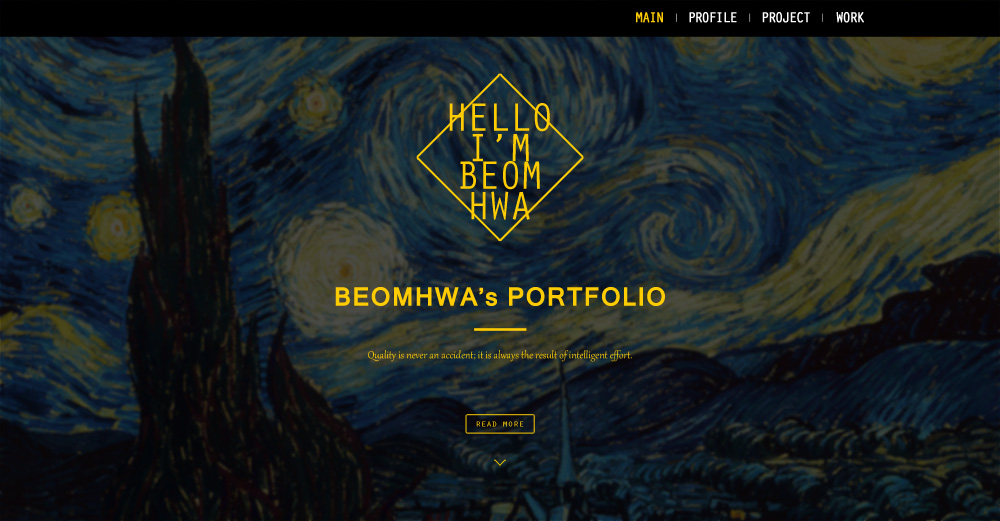 MAIN | PROFILE | PROJECT | WORK
HELLO
I'M
BEOM
HWA
BEOMHWA's PORTFOLIO
Quality is never an accident; it is always the result of intelligent effort.
READ MORE